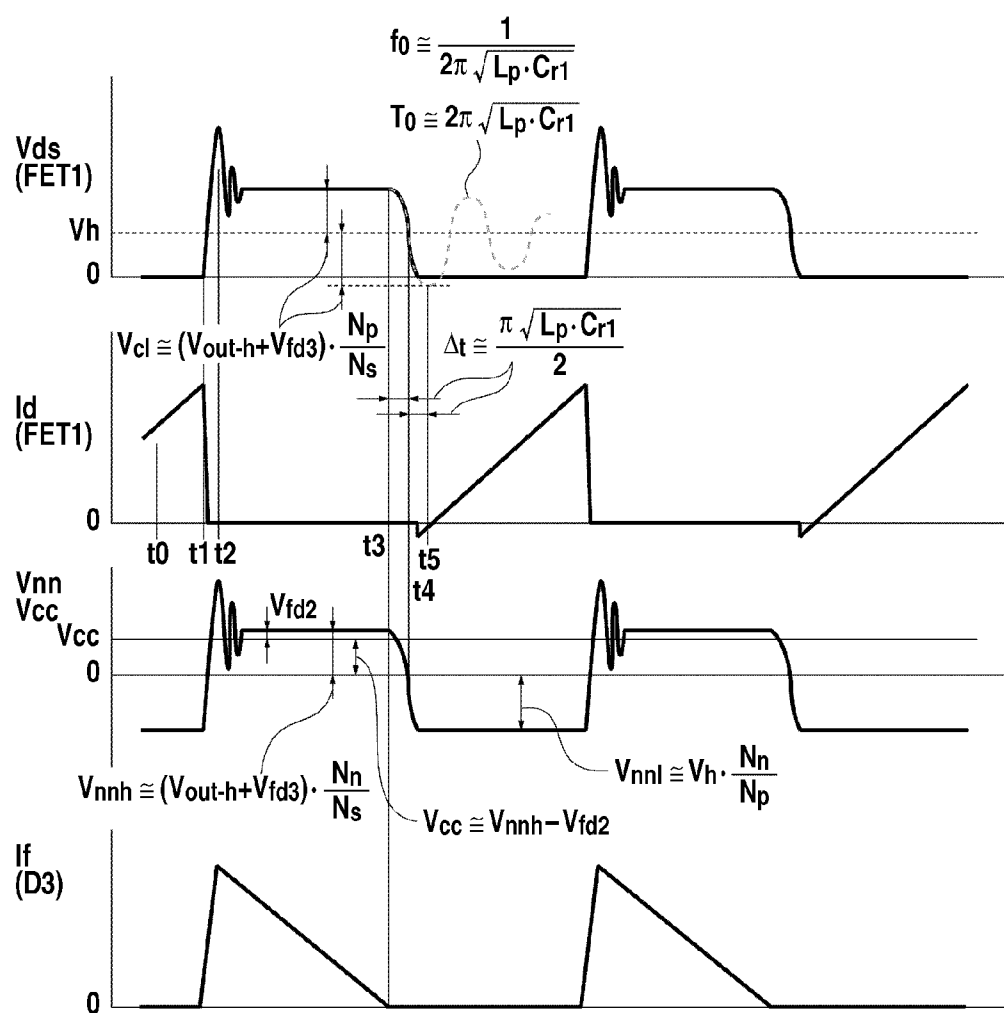 f0 ≅ 1 / 2π√Lp·Cr1
T0 ≅ 2π√Lp·Cr1
Vds
(FET1)
Vh
0
Vcl ≅ (Vout-h+Vfd3)· Np / Ns
Δt ≅ π√Lp·Cr1 / 2
Id
(FET1)
0
t0 t1 t2 t3 t5
t4
Vnn
Vcc
Vfd2
Vcc
0
Vnnh ≅ (Vout-h+Vfd3)· Nn / Ns
Vnnl ≅ Vh· Nn / Np
Vcc ≅ Vnnh−Vfd2
If
(D3)
0